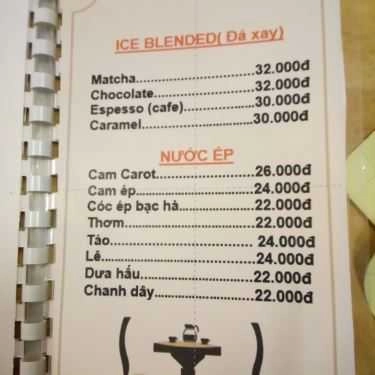 ICE BLENDED( Đá xay)
Matcha..............................32.000đ
Chocolate.........................32.000đ
Espesso (cafe)..................30.000đ
Caramel............................30.000đ
NƯỚC ÉP
Cam Carot........................26.000đ
Cam ép.............................24.000đ
Cóc ép bạc hà..................22.000đ
Thơm................................22.000đ
Táo................................... 24.000đ
Lê......................................24.000đ
Dưa hấu...........................22.000đ
Chanh dây.......................22.000đ